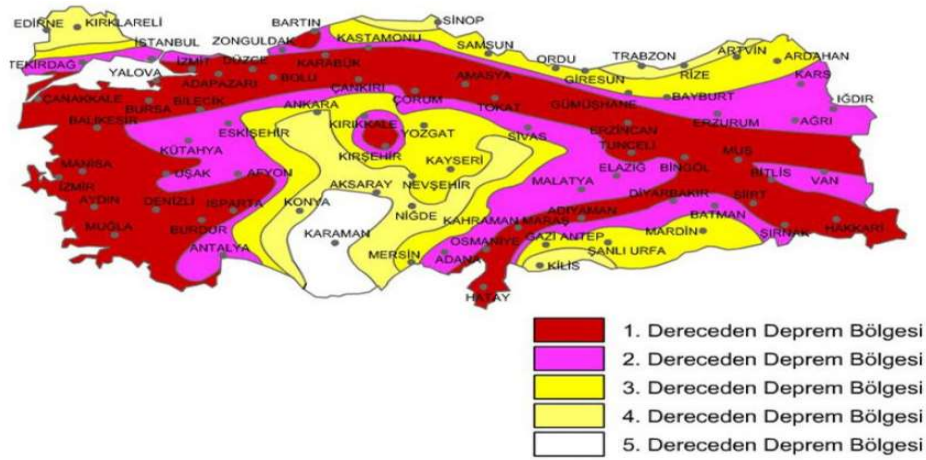 EDİRNE KIRKLARELİ
BARTIN
SİNOP
İSTANBUL
ZONGULDAK
KASTAMONU
SAMSUN
TEKİRDAG
YALOVA
İZMİT
DÜZCE
KARABÜK
ORDU
TRABZON
ARTVİN
ARDAHAN
ADAPAZARI
BOLU
AMASYA
GİRESUN
RİZE
KARS
ÇANAKKALE
BURSA
BİLECİK
ÇANKIRI
ÇORUM
TOKAT
GÜMÜŞHANE
BAYBURT
IĞDIR
BALIKESİR
ESKİŞEHİR
ANKARA
KIRIKKALE
YOZGAT
SİVAS
ERZİNCAN
ERZURUM
AĞRI
KÜTAHYA
KIRŞEHİR
KAYSERİ
TUNCELİ
MUŞ
MANİSA
UŞAK
AFYON
AKSARAY
NEVŞEHİR
MALATYA
ELAZIĞ
BİNGÖL
BİTLİS
VAN
İZMİR
AYDIN
DENİZLİ
ISPARTA
KONYA
NİĞDE
KAHRAMAN MARAŞ
ADIYAMAN
DİYARBAKIR
SİİRT
BATMAN
MUĞLA
BURDUR
ANTALYA
KARAMAN
MERSİN
ADANA
OSMANİYE
GAZİ ANTEP
ŞANLI URFA
MARDİN
ŞIRNAK
HAKKARİ
KİLİS
HATAY
1. Dereceden Deprem Bölgesi
2. Dereceden Deprem Bölgesi
3. Dereceden Deprem Bölgesi
4. Dereceden Deprem Bölgesi
5. Dereceden Deprem Bölgesi